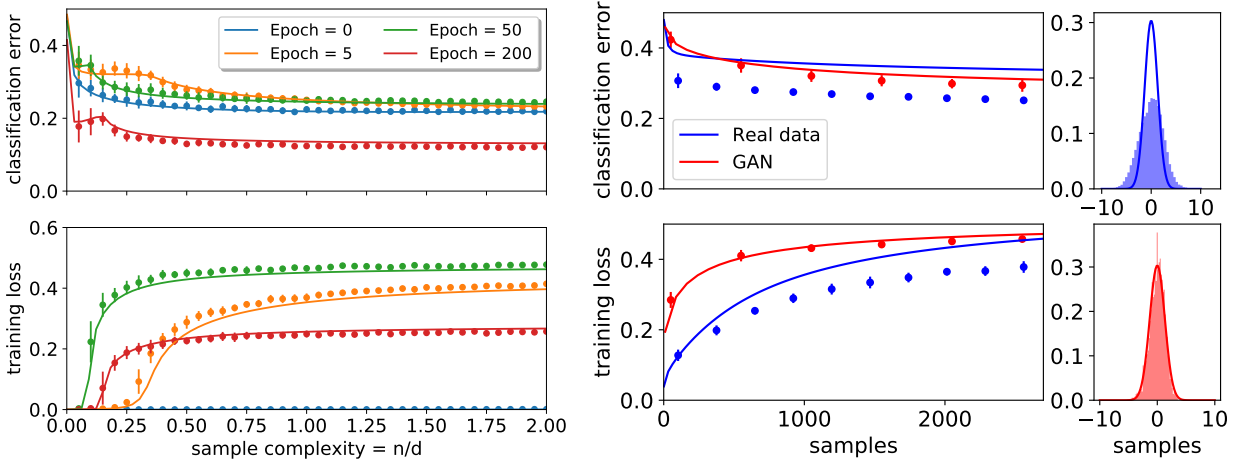 classification error
0.4
0.2
0.0
Epoch = 0
Epoch = 5
Epoch = 50
Epoch = 200
training loss
0.6
0.4
0.2
0.0
0.00 0.25 0.50 0.75 1.00 1.25 1.50 1.75 2.00
sample complexity = n/d
classification error
0.4
0.2
0.0
Real data
GAN
training loss
0.4
0.2
0.0
0 1000 2000
samples
0.3
0.2
0.1
0.0
−10 0 10
0.3
0.2
0.1
0.0
−10 0 10
samples